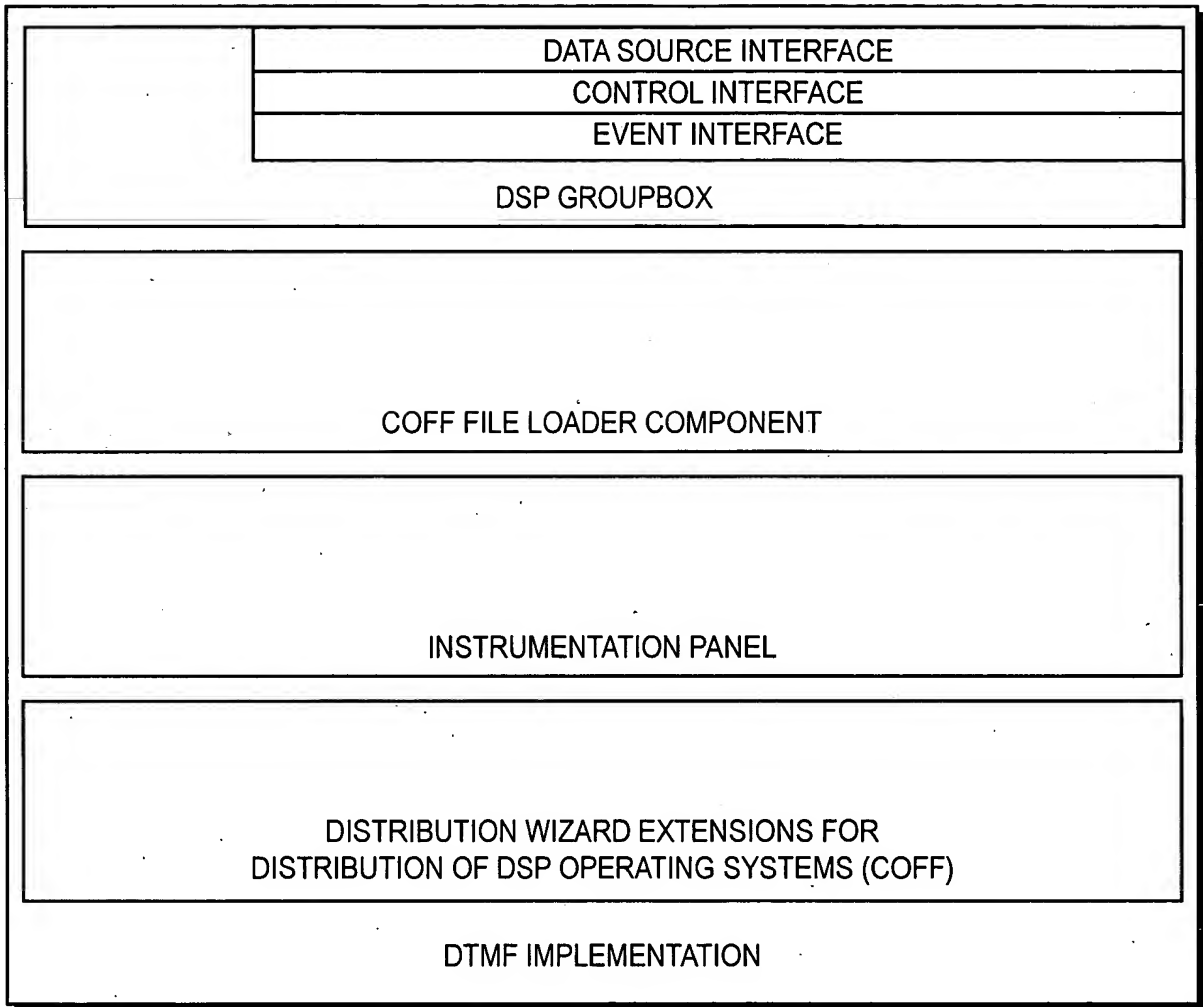 DATA SOURCE INTERFACE
CONTROL INTERFACE
EVENT INTERFACE
DSP GROUPBOX
COFF FILE LOADER COMPONENT
INSTRUMENTATION PANEL
DISTRIBUTION WIZARD EXTENSIONS FOR
DISTRIBUTION OF DSP OPERATING SYSTEMS (COFF)
DTMF IMPLEMENTATION